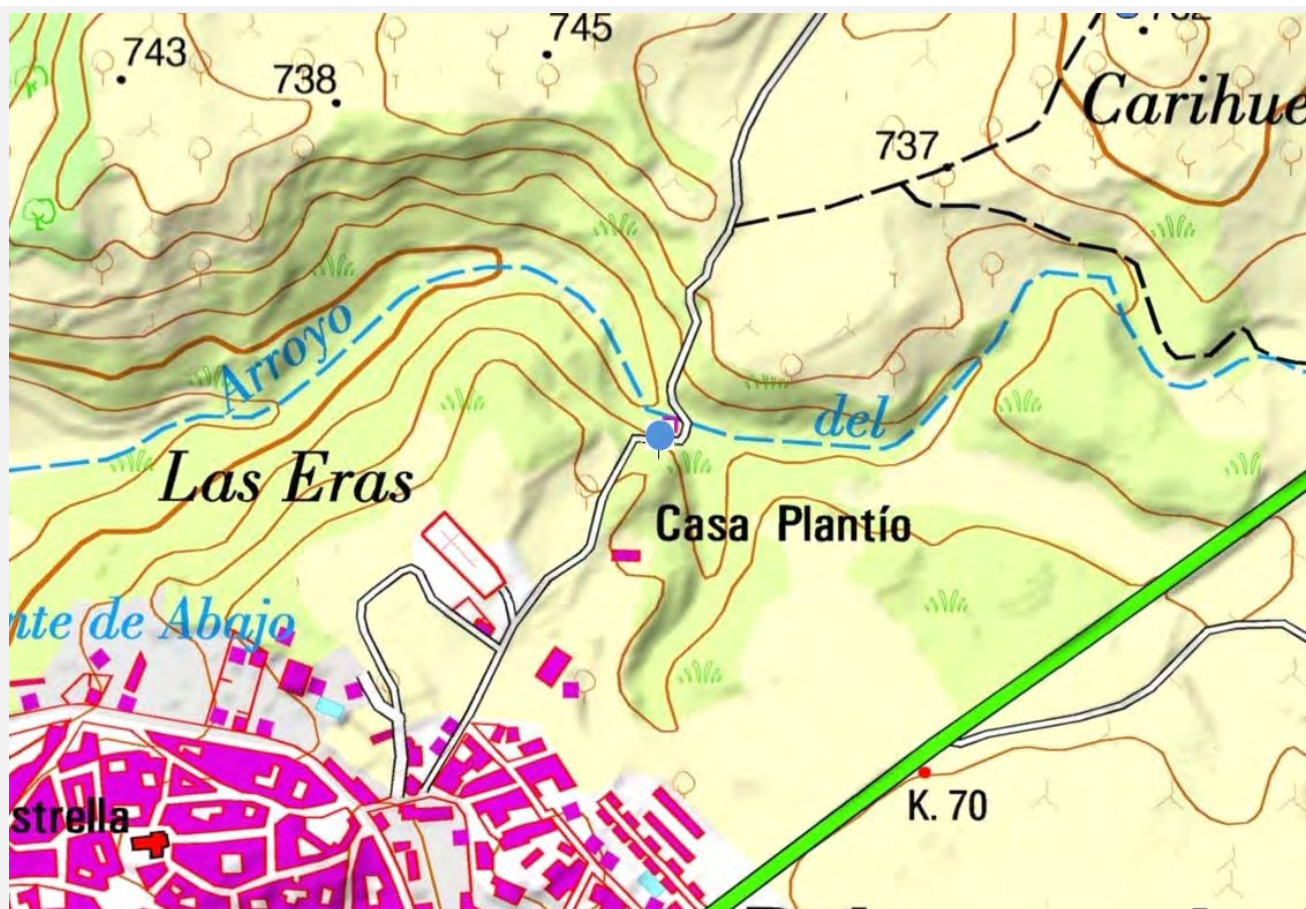 745
743
738
Carihue
737
Arroyo
del
Las Eras
Casa Plantío
nte de Abajo
K. 70
strella